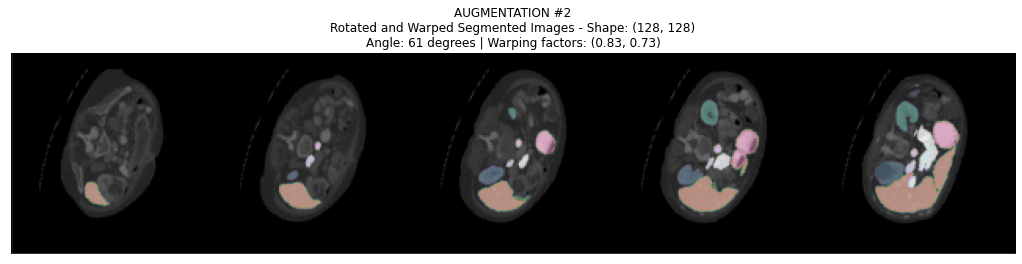 AUGMENTATION #2
Rotated and Warped Segmented Images - Shape: (128, 128)
Angle: 61 degrees | Warping factors: (0.83, 0.73)